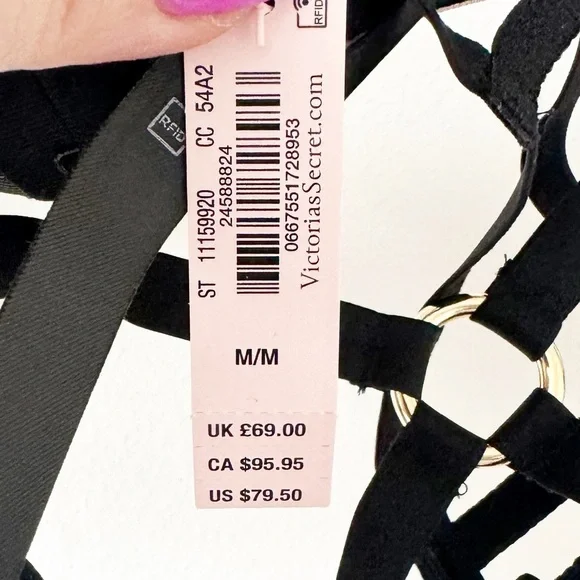 RFID
RFID
ST 11159920 CC 54A2
24588824
0667551728953
VictoriasSecret.com
M/M
UK £69.00
CA $95.95
US $79.50